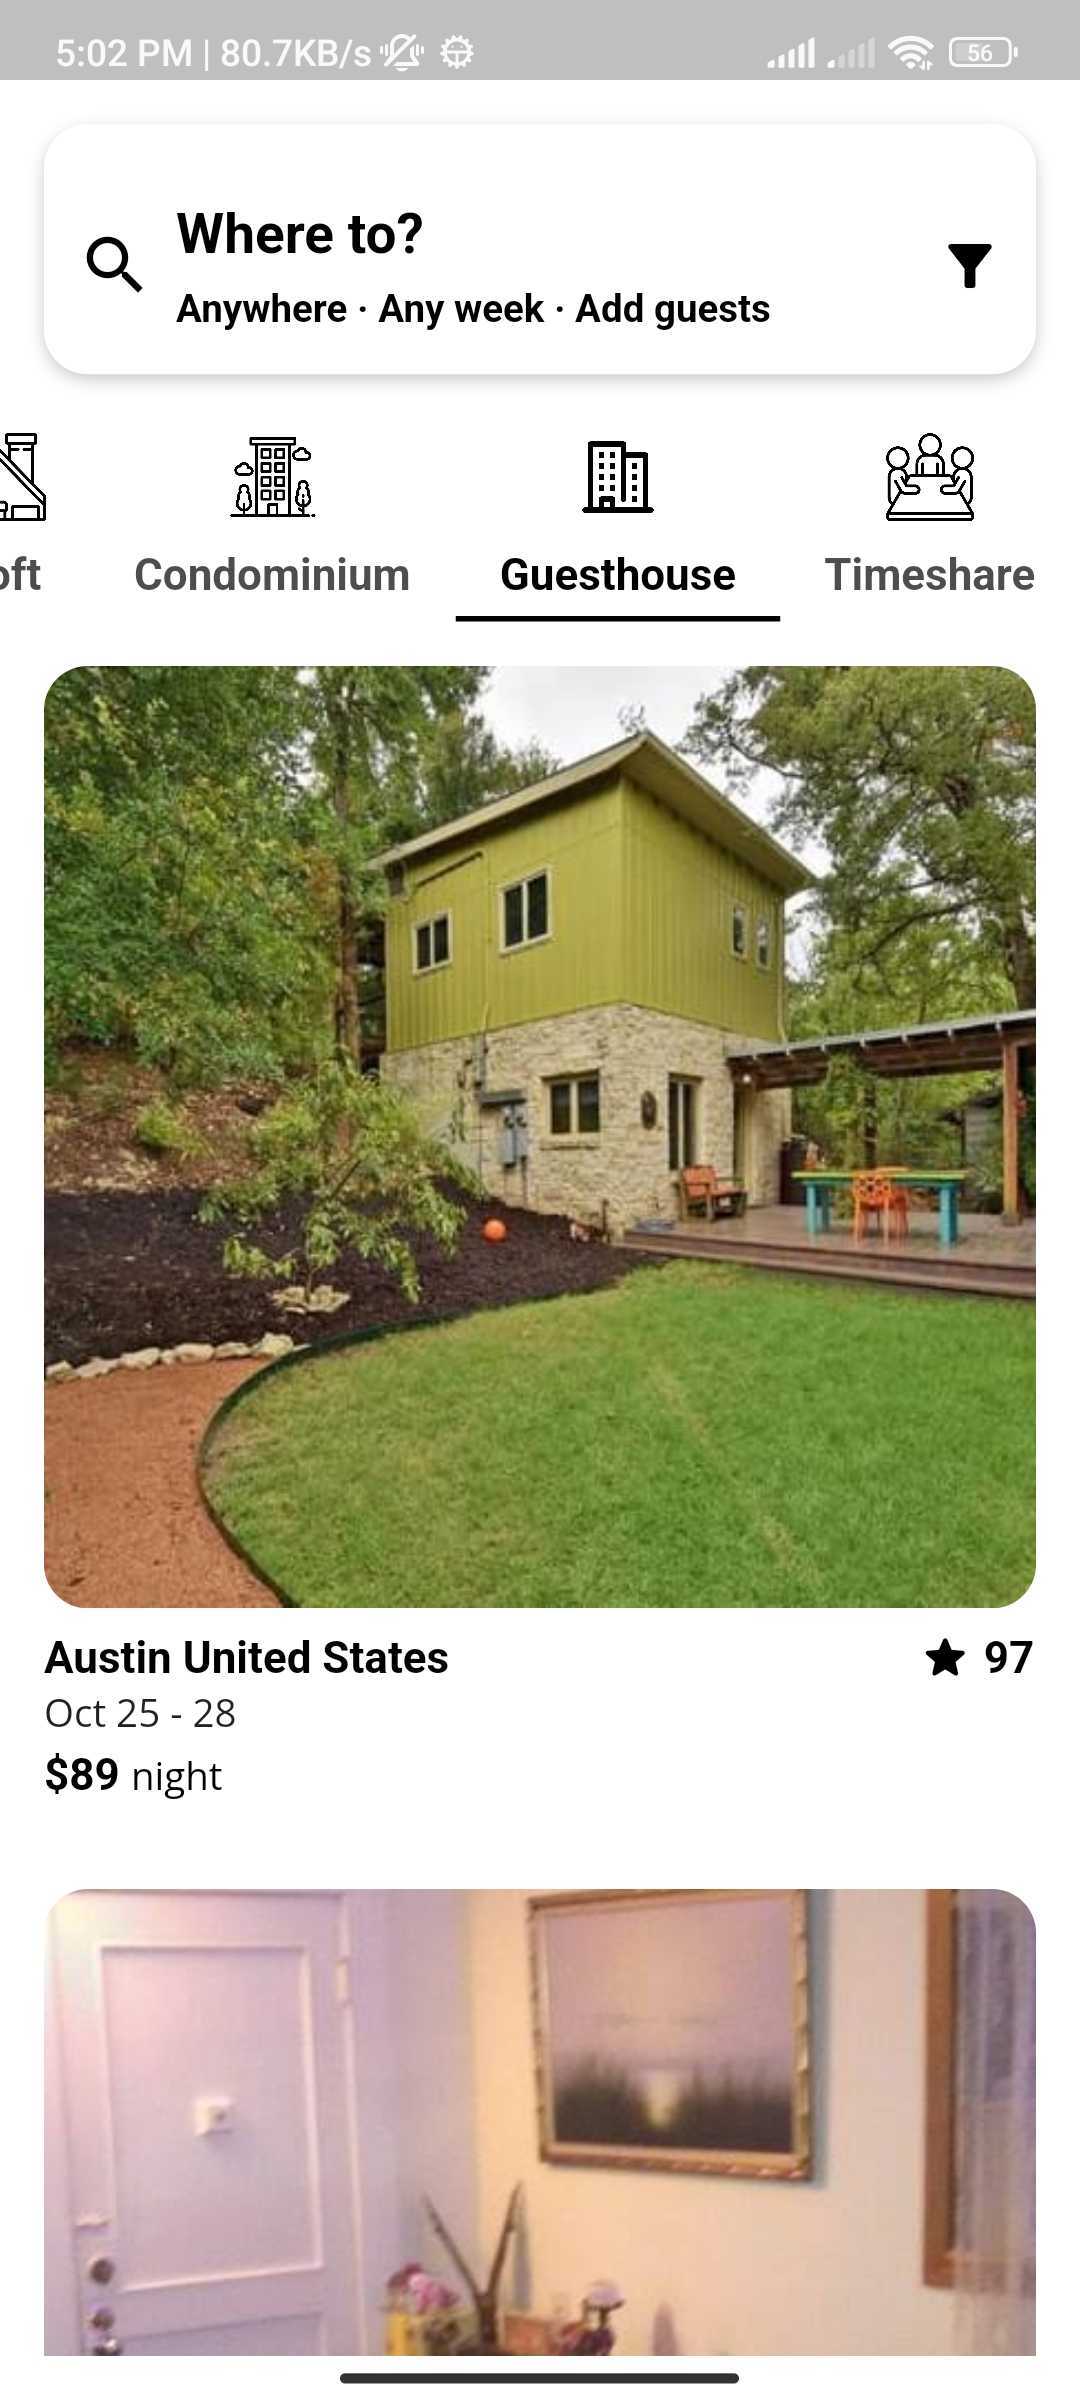 5:02 PM | 80.7KB/s
56
Where to?
Anywhere · Any week · Add guests
oft
Condominium
Guesthouse
Timeshare
Austin United States
97
Oct 25 - 28
$89 night